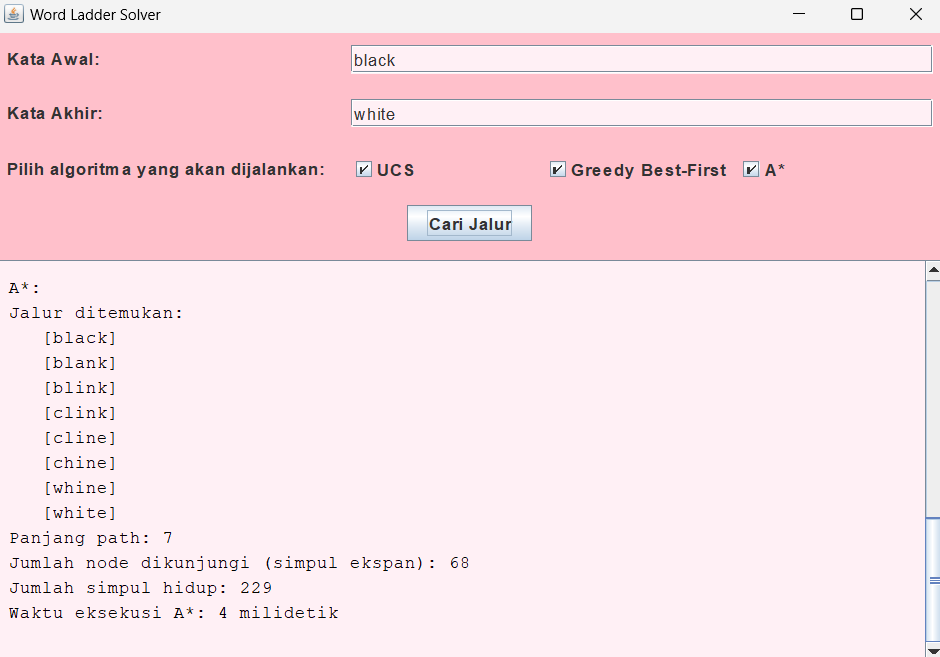 Word Ladder Solver
Kata Awal: black
Kata Akhir: white
Pilih algoritma yang akan dijalankan: UCS Greedy Best-First A*
Cari Jalur
A*:
Jalur ditemukan:
[black]
[blank]
[blink]
[clink]
[cline]
[chine]
[whine]
[white]
Panjang path: 7
Jumlah node dikunjungi (simpul ekspan): 68
Jumlah simpul hidup: 229
Waktu eksekusi A*: 4 milidetik